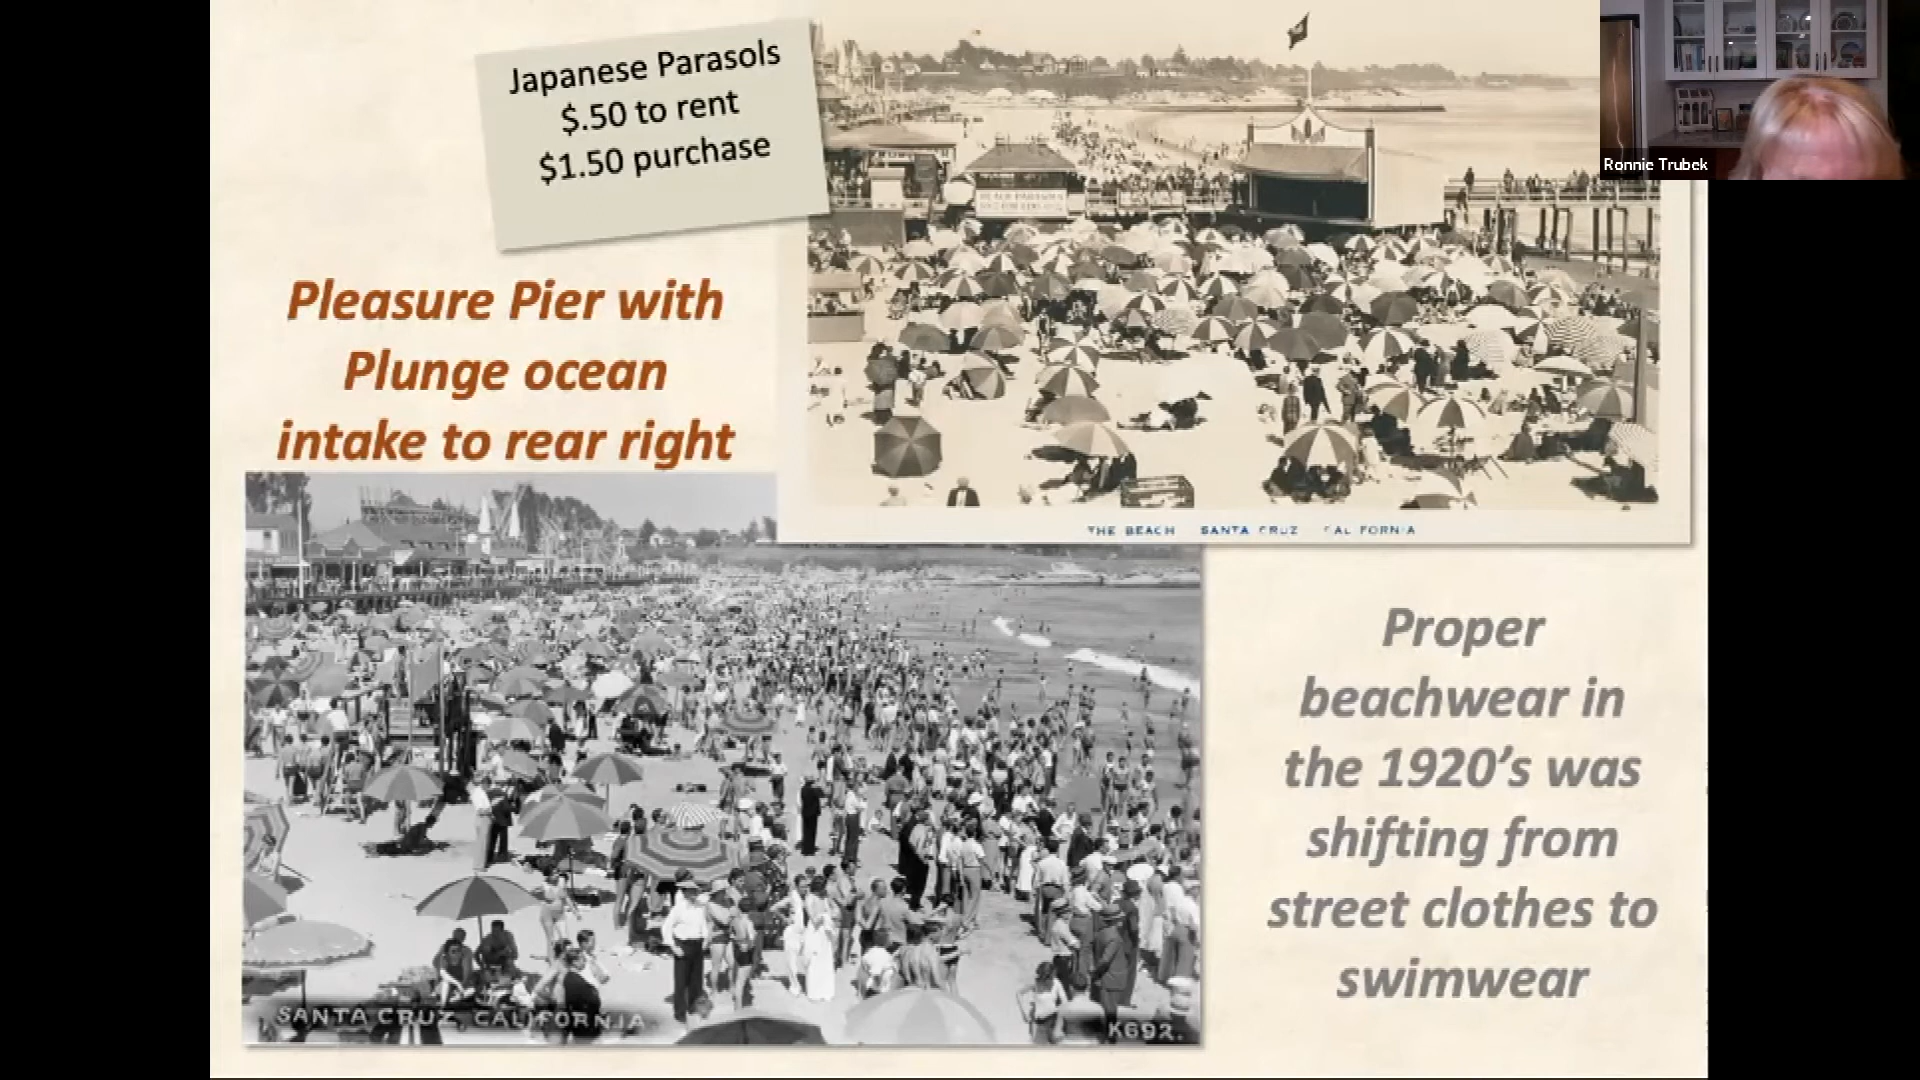 Japanese Parasols
$.50 to rent
$1.50 purchase
Ronnie Trubek
Pleasure Pier with
Plunge ocean
intake to rear right
THE BEACH SANTA CRUZ CALIFORNIA
Proper
beachwear in
the 1920's was
shifting from
street clothes to
swimwear
SANTA CRUZ, CALIFORNIA
K692.